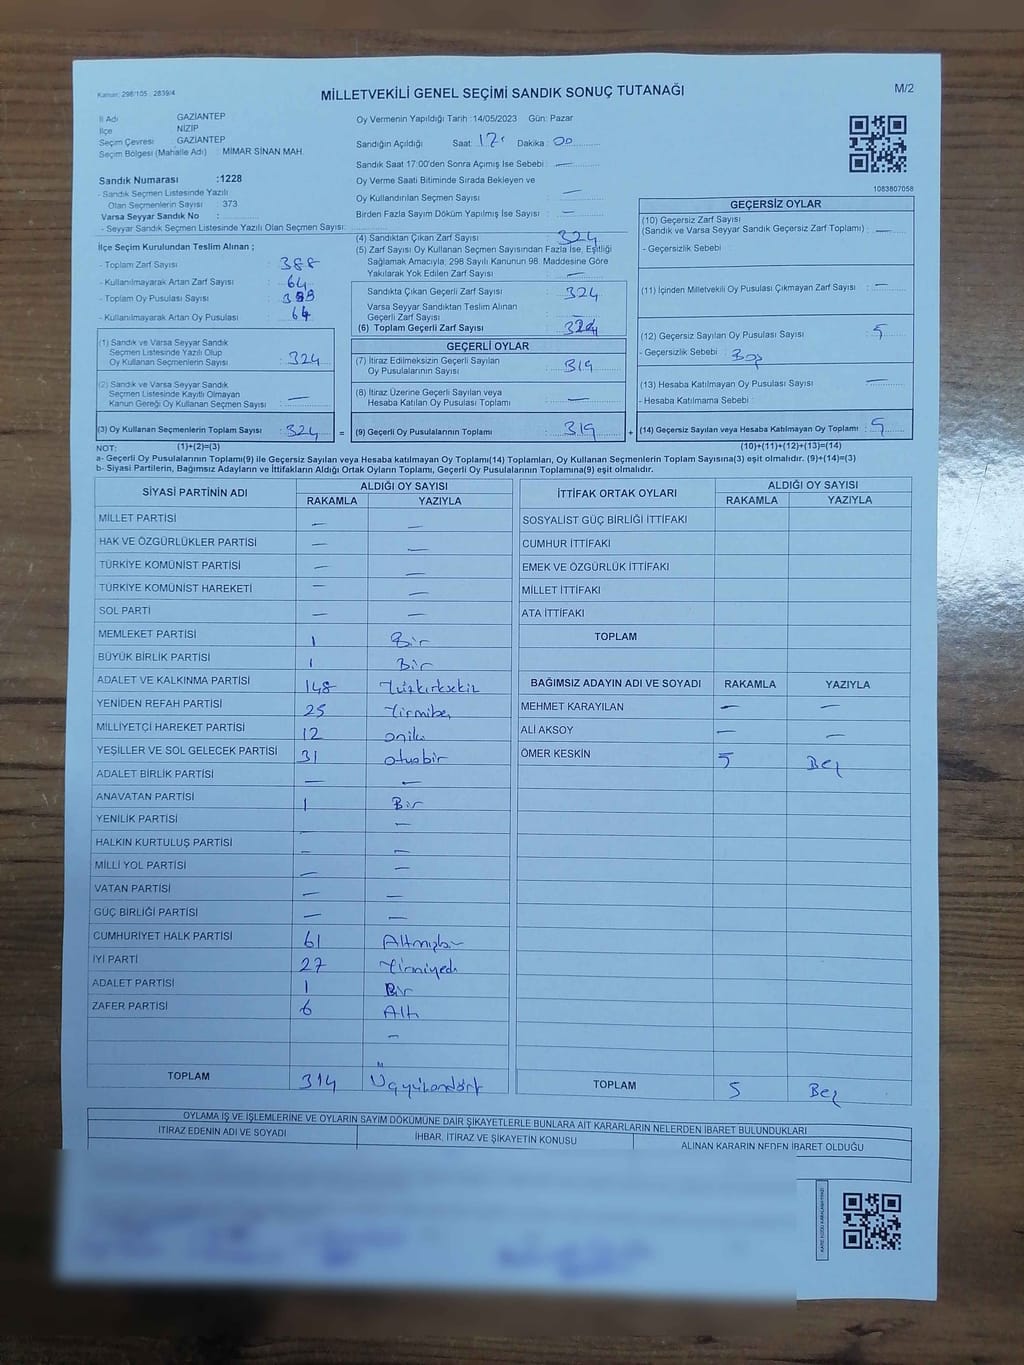 Kanun: 298/105 , 2839/4
MİLLETVEKİLİ GENEL SEÇİMİ SANDIK SONUÇ TUTANAĞI
M/2
İl Adı GAZİANTEP
İlçe NİZİP
Seçim Çevresi GAZİANTEP
Seçim Bölgesi (Mahalle Adı) : MİMAR SİNAN MAH.
Sandık Numarası :1228
- Sandık Seçmen Listesinde Yazılı
Olan Seçmenlerin Sayısı : 373
Varsa Seyyar Sandık No :
- Seyyar Sandık Seçmen Listesinde Yazılı Olan Seçmen Sayısı:
Oy Vermenin Yapıldığı Tarih :14/05/2023 Gün: Pazar
Sandığın Açıldığı Saat: 17 Dakika : 00
Sandık Saat 17:00'den Sonra Açımış İse Sebebi : —
Oy Verme Saati Bitiminde Sırada Bekleyen ve
Oy Kullandırılan Seçmen Sayısı : —
Birden Fazla Sayım Döküm Yapılmış İse Sayısı : —
1083807058
İlçe Seçim Kurulundan Teslim Alınan ;
- Toplam Zarf Sayısı : 388
- Kullanılmayarak Artan Zarf Sayısı : 64
- Toplam Oy Pusulası Sayısı : 388
- Kullanılmayarak Artan Oy Pusulası : 64
(4) Sandıktan Çıkan Zarf Sayısı : 324
(5) Zarf Sayısı Oy Kullanan Seçmen Sayısından Fazla İse, Eşitliği
Sağlamak Amacıyla; 298 Sayılı Kanunun 98. Maddesine Göre
Yakılarak Yok Edilen Zarf Sayısı : —
Sandıkta Çıkan Geçerli Zarf Sayısı : 324
Varsa Seyyar Sandıktan Teslim Alınan
Geçerli Zarf Sayısı : —
(6) Toplam Geçerli Zarf Sayısı : 324
GEÇERSİZ OYLAR
(10) Geçersiz Zarf Sayısı
(Sandık ve Varsa Seyyar Sandık Geçersiz Zarf Toplamı) : —
- Geçersizlik Sebebi :
(11) İçinden Milletvekili Oy Pusulası Çıkmayan Zarf Sayısı : —
(12) Geçersiz Sayılan Oy Pusulası Sayısı : 5
- Geçersizlik Sebebi : Boş
(13) Hesaba Katılmayan Oy Pusulası Sayısı : —
- Hesaba Katılmama Sebebi :
(14) Geçersiz Sayılan veya Hesaba Katılmayan Oy Toplamı : 5
(1) Sandık ve Varsa Seyyar Sandık
Seçmen Listesinde Yazılı Olup
Oy Kullanan Seçmenlerin Sayısı : 324
(2) Sandık ve Varsa Seyyar Sandık
Seçmen Listesinde Kayıtlı Olmayan
Kanun Gereği Oy Kullanan Seçmen Sayısı : —
(3) Oy Kullanan Seçmenlerin Toplam Sayısı : 324 =
GEÇERLİ OYLAR
(7) İtiraz Edilmeksizin Geçerli Sayılan
Oy Pusulalarının Sayısı : 319
(8) İtiraz Üzerine Geçerli Sayılan veya
Hesaba Katılan Oy Pusulası Toplamı : —
(9) Geçerli Oy Pusulalarının Toplamı : 319 +
NOT: (1)+(2)=(3) (10)+(11)+(12)+(13)=(14)
a- Geçerli Oy Pusulalarının Toplamı(9) ile Geçersiz Sayılan veya Hesaba katılmayan Oy Toplamı(14) Toplamları, Oy Kullanan Seçmenlerin Toplam Sayısına(3) eşit olmalıdır. (9)+(14)=(3)
b- Siyasi Partilerin, Bağımsız Adayların ve İttifakların Aldığı Ortak Oyların Toplamı, Geçerli Oy Pusulalarının Toplamına(9) eşit olmalıdır.
SİYASİ PARTİNİN ADI ALDIĞI OY SAYISI
RAKAMLA YAZIYLA
MİLLET PARTİSİ — —
HAK VE ÖZGÜRLÜKLER PARTİSİ — —
TÜRKİYE KOMÜNİST PARTİSİ — —
TÜRKİYE KOMÜNİST HAREKETİ — —
SOL PARTİ — —
MEMLEKET PARTİSİ 1 Bir
BÜYÜK BİRLİK PARTİSİ 1 Bir
ADALET VE KALKINMA PARTİSİ 148 Yüzkırksekiz
YENİDEN REFAH PARTİSİ 25 Yirmibeş
MİLLİYETÇİ HAREKET PARTİSİ 12 oniki
YEŞİLLER VE SOL GELECEK PARTİSİ 31 otuzbir
ADALET BİRLİK PARTİSİ — —
ANAVATAN PARTİSİ 1 Bir
YENİLİK PARTİSİ — —
HALKIN KURTULUŞ PARTİSİ — —
MİLLİ YOL PARTİSİ — —
VATAN PARTİSİ — —
GÜÇ BİRLİĞİ PARTİSİ — —
CUMHURİYET HALK PARTİSİ 61 Altmışbir
İYİ PARTİ 27 Yirmiyedi
ADALET PARTİSİ 1 Bir
ZAFER PARTİSİ 6 Altı
—
TOPLAM 314 Üçyüzondört
İTTİFAK ORTAK OYLARI ALDIĞI OY SAYISI
RAKAMLA YAZIYLA
SOSYALİST GÜÇ BİRLİĞİ İTTİFAKI
CUMHUR İTTİFAKI
EMEK VE ÖZGÜRLÜK İTTİFAKI
MİLLET İTTİFAKI
ATA İTTİFAKI
TOPLAM
BAĞIMSIZ ADAYIN ADI VE SOYADI RAKAMLA YAZIYLA
MEHMET KARAYILAN — —
ALİ AKSOY — —
ÖMER KESKİN 5 Beş
TOPLAM 5 Beş
OYLAMA İŞ VE İŞLEMLERİNE VE OYLARIN SAYIM DÖKÜMÜNE DAİR ŞİKAYETLERLE BUNLARA AİT KARARLARIN NELERDEN İBARET BULUNDUKLARI
İTİRAZ EDENİN ADI VE SOYADI İHBAR, İTİRAZ VE ŞİKAYETİN KONUSU ALINAN KARARIN NEDEN İBARET OLDUĞU